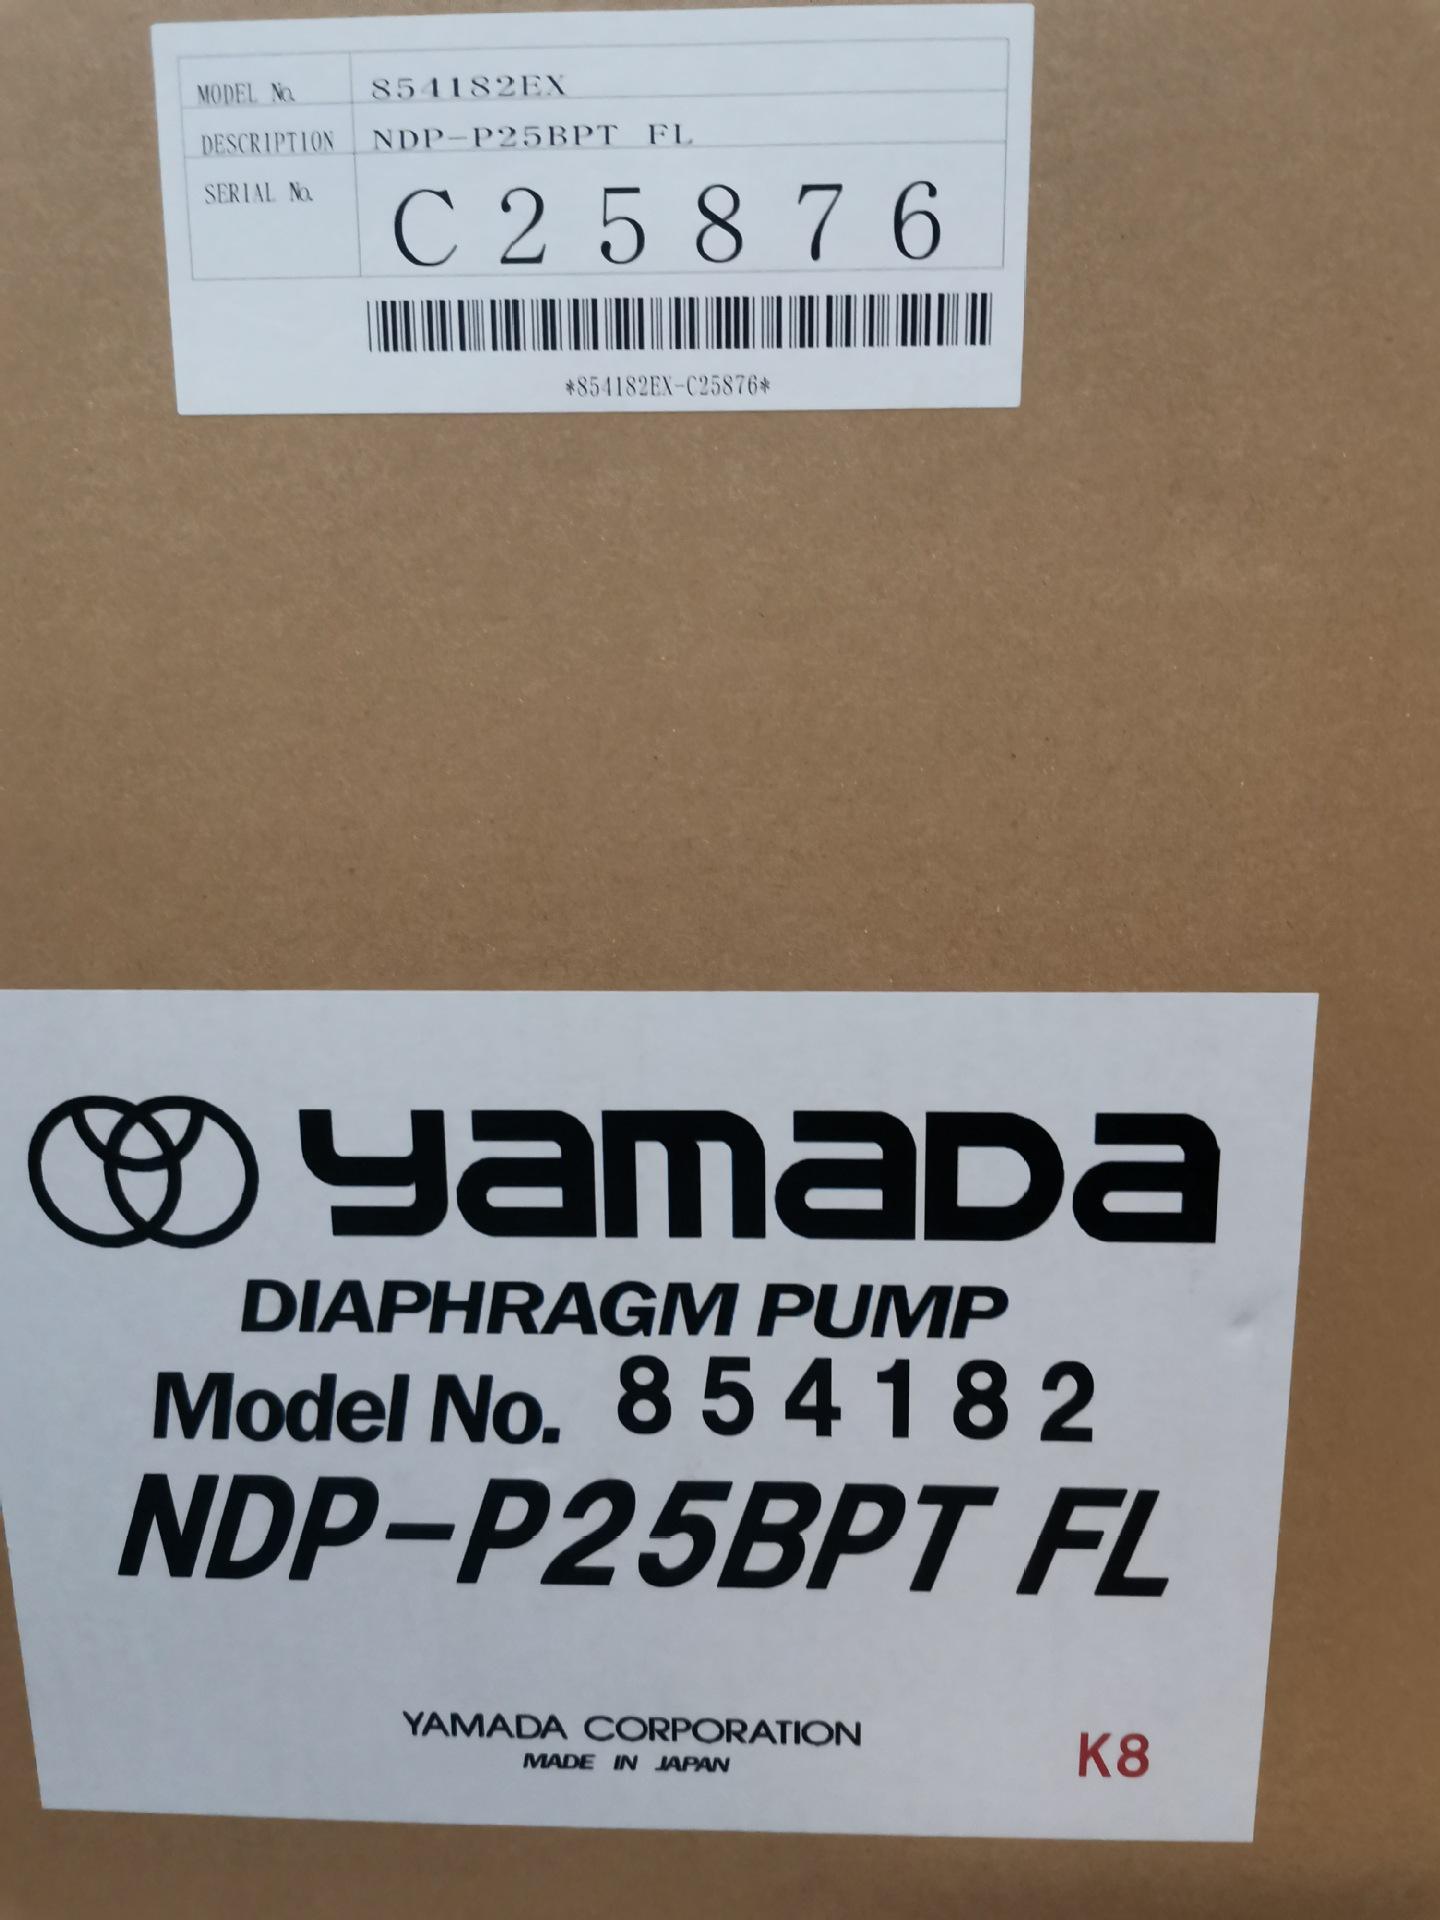 MODEL No. 854182EX
DESCRIPTION NDP-P25BPT FL
SERIAL No. C25876
*854182EX-C25876*
yamaDa
DIAPHRAGM PUMP
Model No. 854182
NDP-P25BPT FL
YAMADA CORPORATION
MADE IN JAPAN
K8